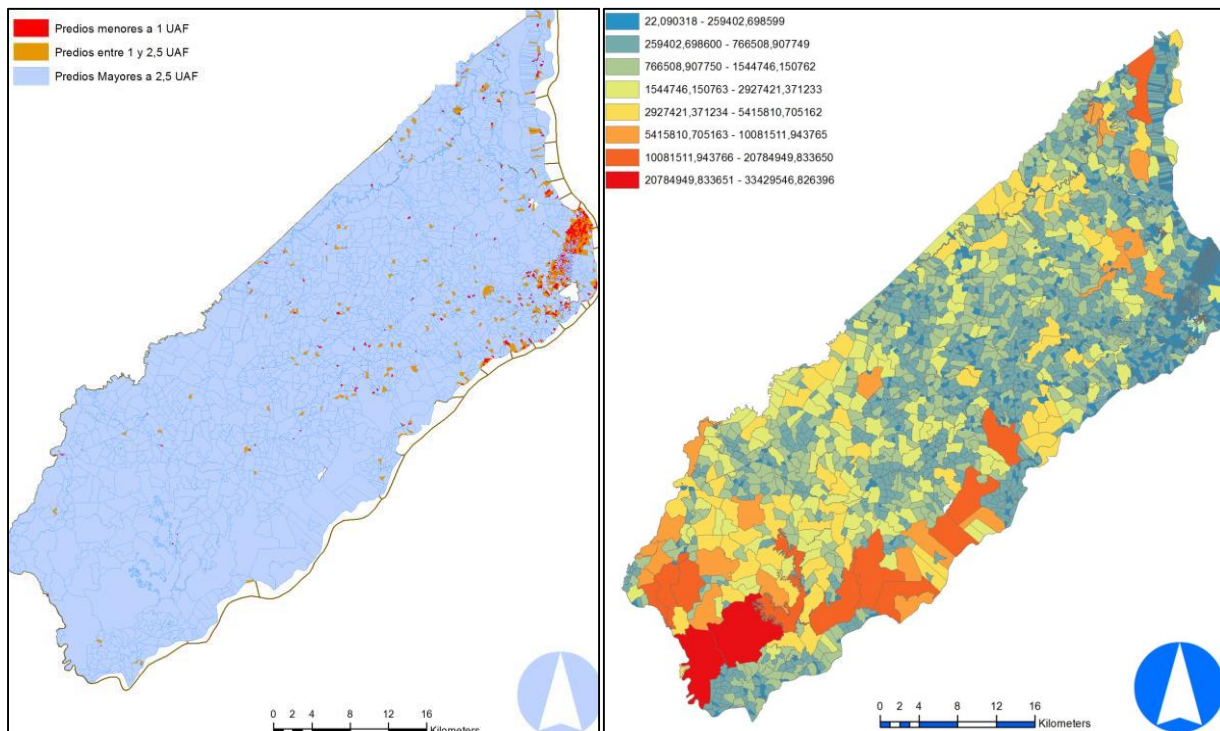 Predios menores a 1 UAF
Predios entre 1 y 2,5 UAF
Predios Mayores a 2,5 UAF
0 2 4 8 12 16
Kilometers
22,090318 - 259402,698599
259402,698600 - 766508,907749
766508,907750 - 1544746,150762
1544746,150763 - 2927421,371233
2927421,371234 - 5415810,705162
5415810,705163 - 10081511,943765
10081511,943766 - 20784949,833650
20784949,833651 - 33429546,826396
0 2 4 8 12 16
Kilometers